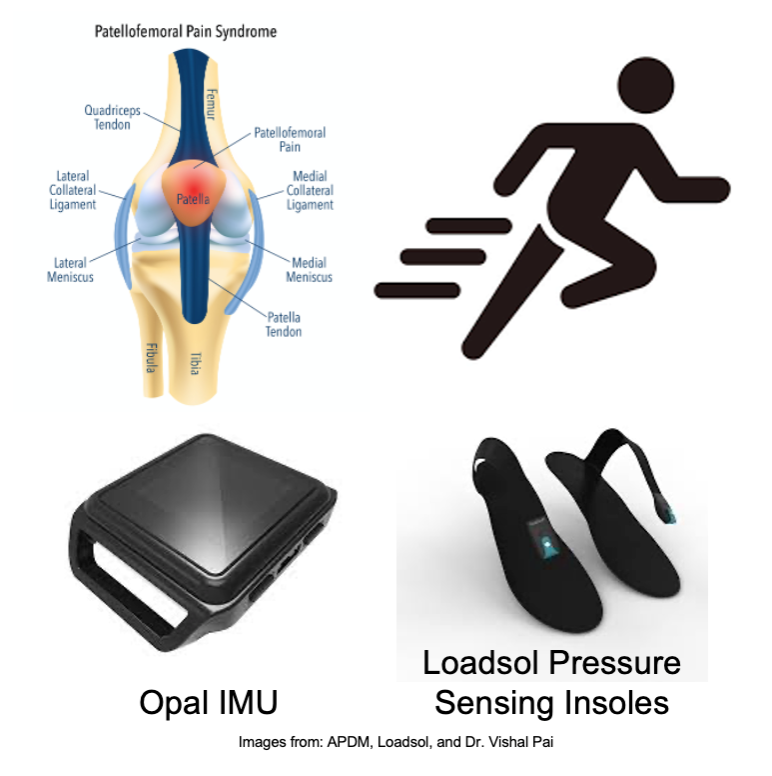 Patellofemoral Pain Syndrome
Femur
Quadriceps
Tendon
Patellofemoral
Pain
Lateral
Collateral
Ligament
Patella
Medial
Collateral
Ligament
Lateral
Meniscus
Medial
Meniscus
Patella
Tendon
Fibula
Tibia
Opal IMU
Loadsol Pressure
Sensing Insoles
Images from: APDM, Loadsol, and Dr. Vishal Pai